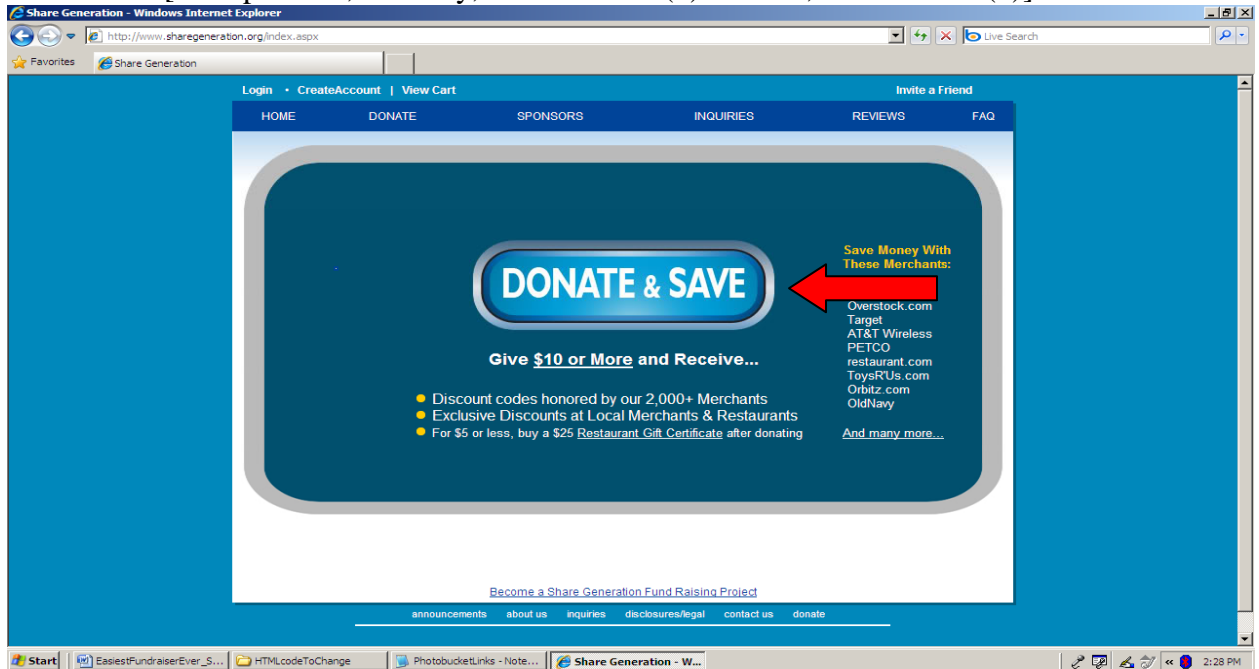 Share Generation - Windows Internet Explorer
http://www.sharegeneration.org/index.aspx
Live Search
Favorites
Share Generation
Login • CreateAccount | View Cart
Invite a Friend
HOME DONATE SPONSORS INQUIRIES REVIEWS FAQ
DONATE & SAVE
Give $10 or More and Receive...
Discount codes honored by our 2,000+ Merchants
Exclusive Discounts at Local Merchants & Restaurants
For $5 or less, buy a $25 Restaurant Gift Certificate after donating
Save Money With
These Merchants:
Overstock.com
Target
AT&T Wireless
PETCO
restaurant.com
ToysR'Us.com
Orbitz.com
OldNavy
And many more...
Become a Share Generation Fund Raising Project
announcements about us inquiries disclosures/legal contact us donate
Start EasiestFundraiserEver_S... HTMLcodeToChange PhotobucketLinks - Note... Share Generation - W... 2:28 PM